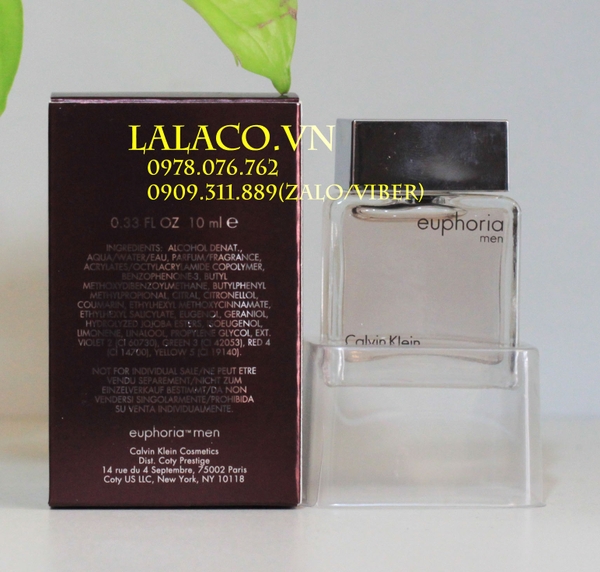 LALACO.VN
0978.076.762
0909.311.889(ZALO/VIBER)
0.33 FL OZ 10 ml ℮
INGREDIENTS: ALCOHOL DENAT.,
AQUA/WATER/EAU, PARFUM/FRAGRANCE,
ACRYLATES/OCTYLACRYLAMIDE COPOLYMER,
BENZOPHENONE-3, BUTYL
METHOXYDIBENZOYLMETHANE, BUTYLPHENYL
METHYLPROPIONAL, CITRAL, CITRONELLOL,
COUMARIN, ETHYLHEXYL METHOXYCINNAMATE,
ETHYLHEXYL SALICYLATE, EUGENOL, GERANIOL,
HYDROLYZED JOJOBA ESTERS, ISOEUGENOL,
LIMONENE, LINALOOL, PROPYLENE GLYCOL, EXT.
VIOLET 2 (CI 60730), GREEN 3 (CI 42053), RED 4
(CI 14700), YELLOW 5 (CI 19140).
NOT FOR INDIVIDUAL SALE/NE PEUT ETRE
VENDU SEPAREMENT/NICHT ZUM
EINZELVERKAUF BESTIMMT/DA NON
VENDERSI SINGOLARMENTE/PROHIBIDA
SU VENTA INDIVIDUALMENTE.
euphoria™ men
Calvin Klein Cosmetics
Dist. Coty Prestige
14 rue du 4 Septembre, 75002 Paris
Coty US LLC, New York, NY 10118
euphoria
men
Calvin Klein